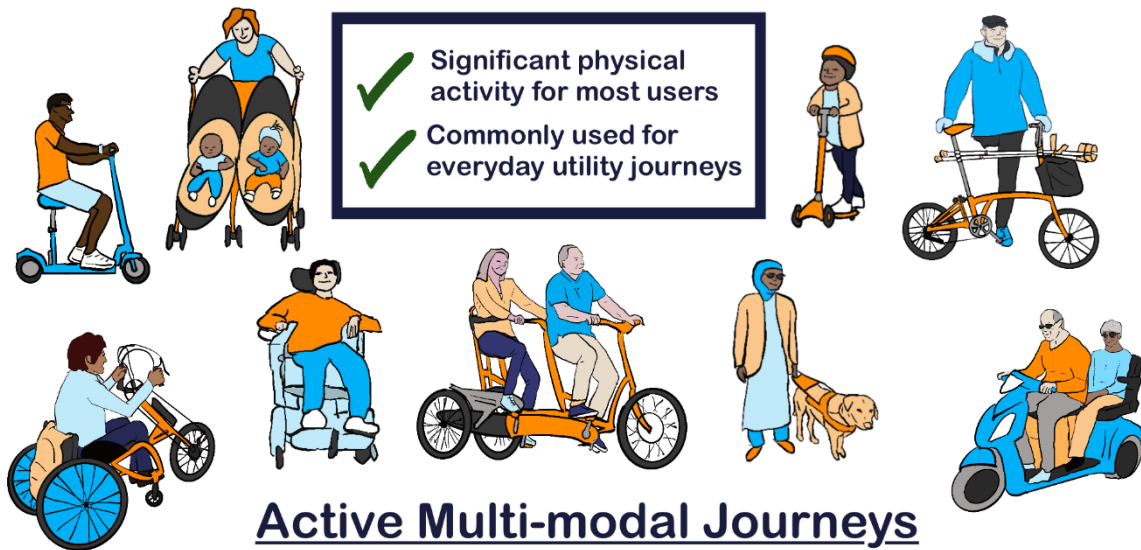 Significant physical
activity for most users
Commonly used for
everyday utility journeys
Active Multi-modal Journeys